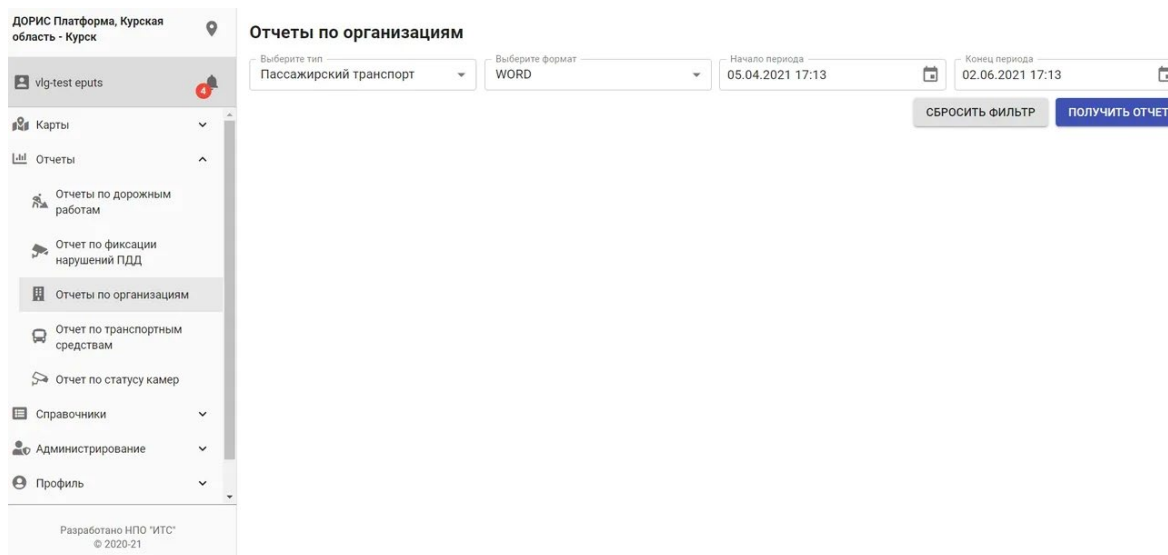 ДОРИС Платформа, Курская
область - Курск
vlg-test eputs
4
Карты
Отчеты
Отчеты по дорожным
работам
Отчет по фиксации
нарушений ПДД
Отчеты по организациям
Отчет по транспортным
средствам
Отчет по статусу камер
Справочники
Администрирование
Профиль
Разработано НПО "ИТС"
© 2020-21
Отчеты по организациям
Выберите тип
Пассажирский транспорт
Выберите формат
WORD
Начало периода
05.04.2021 17:13
Конец периода
02.06.2021 17:13
СБРОСИТЬ ФИЛЬТР
ПОЛУЧИТЬ ОТЧЕТ